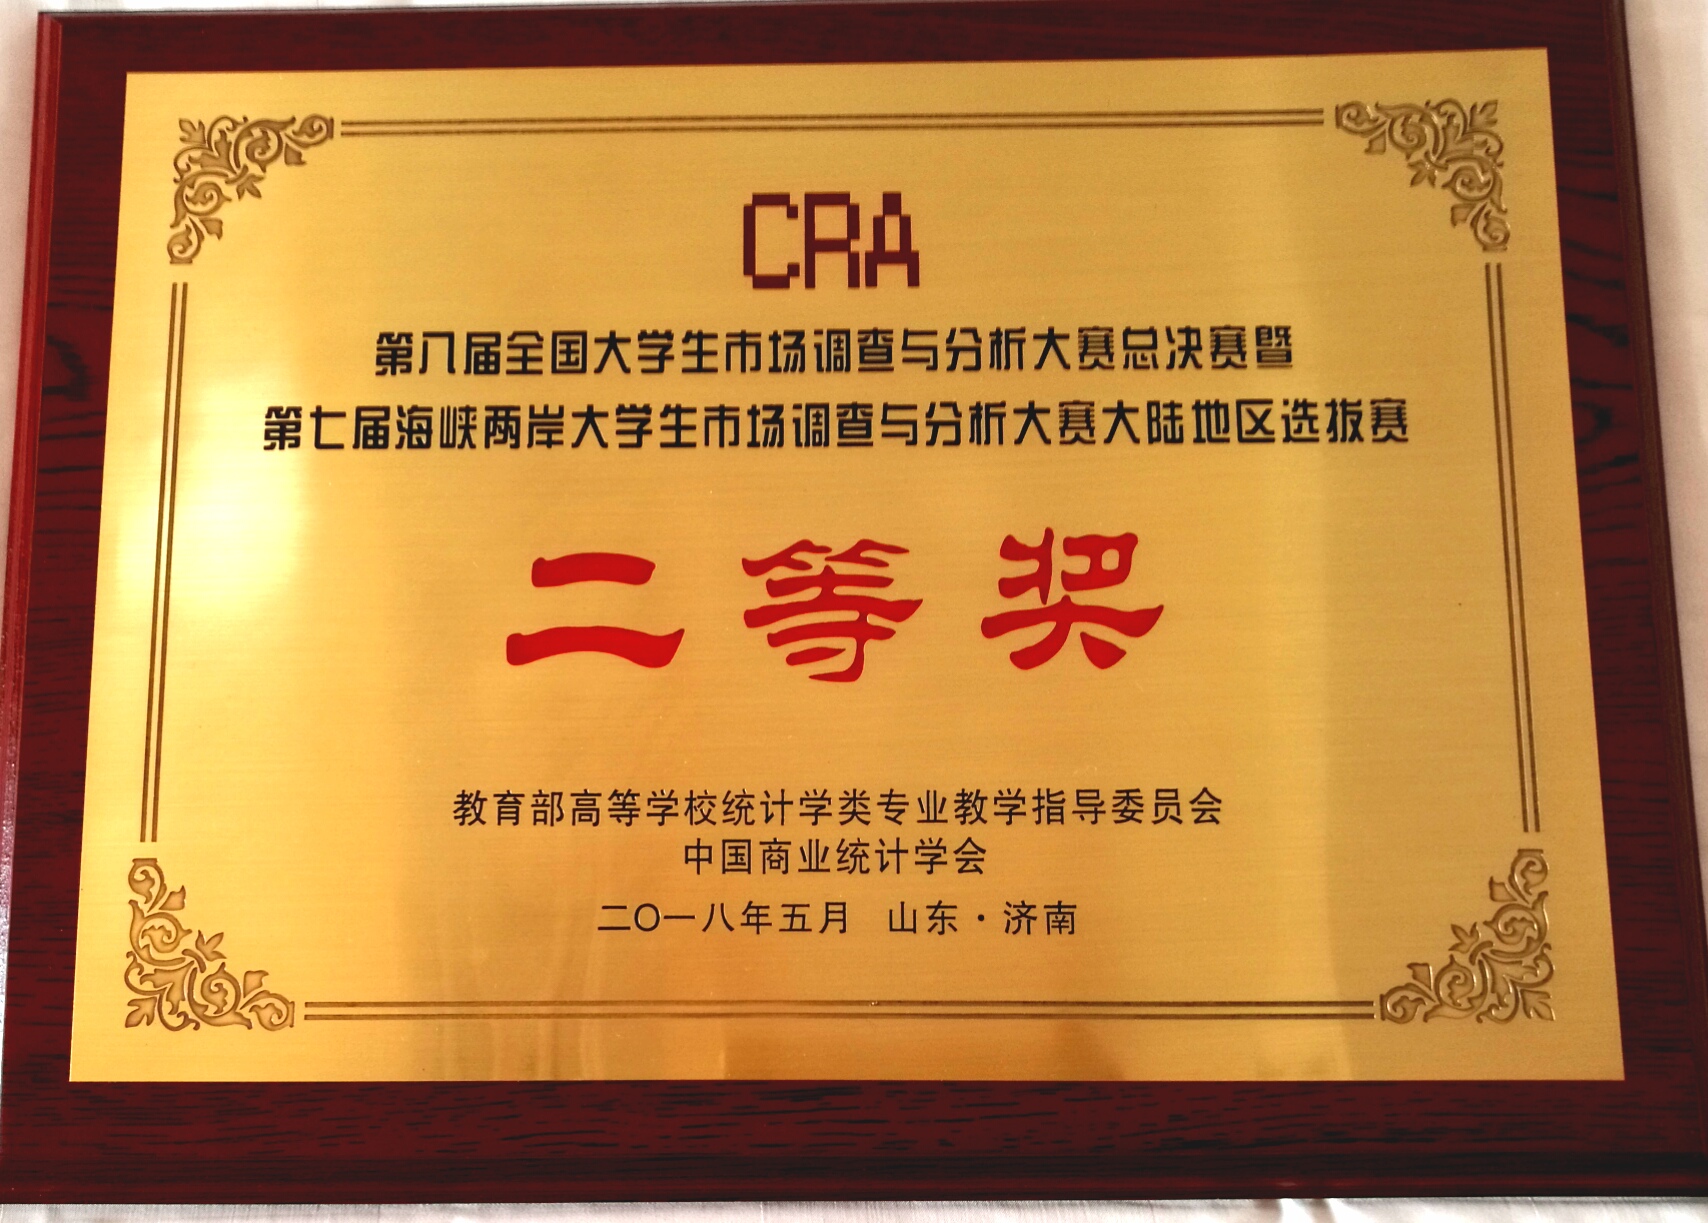 CRA
第八届全国大学生市场调查与分析大赛总决赛暨
第七届海峡两岸大学生市场调查与分析大赛大陆地区选拔赛
二等奖
教育部高等学校统计学类专业教学指导委员会
中国商业统计学会
二〇一八年五月 山东·济南